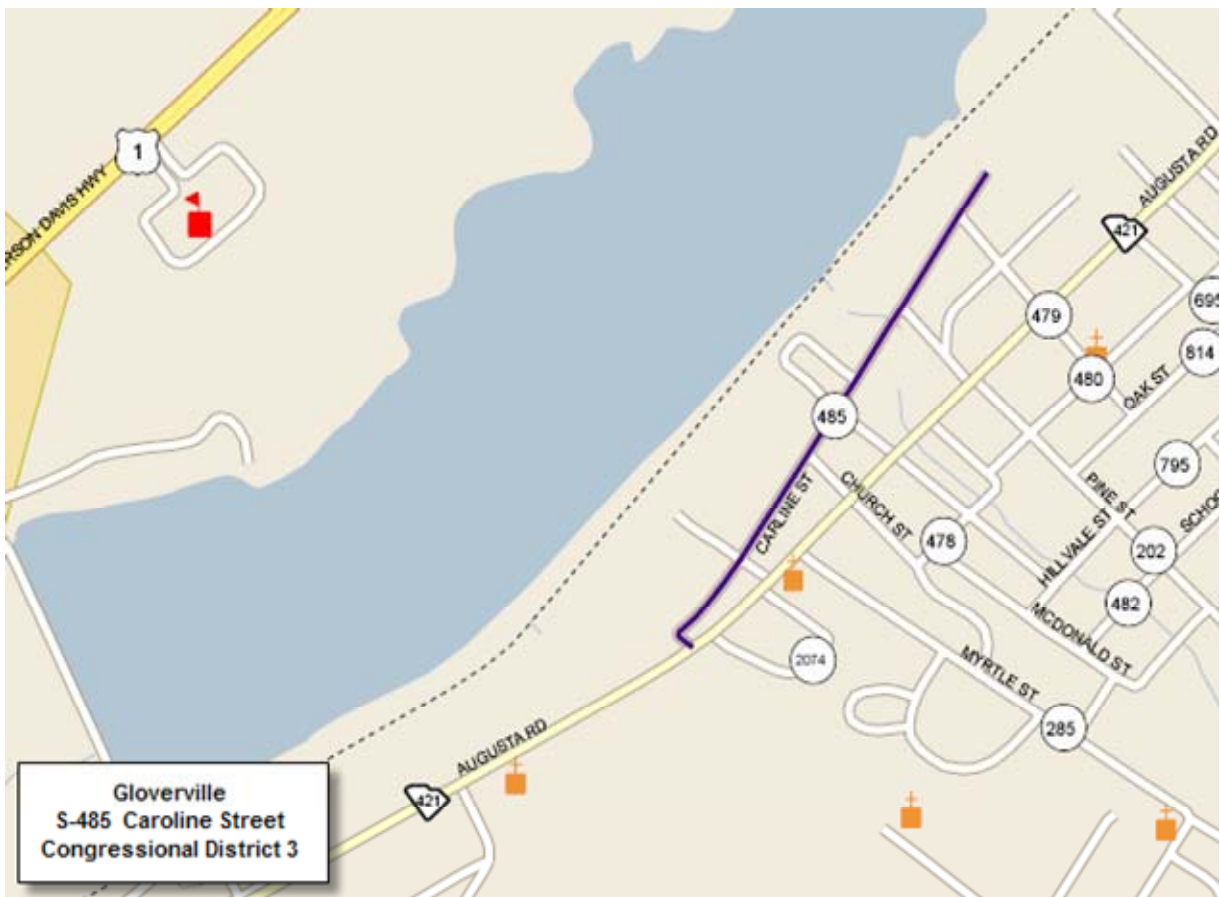 1
RSON DAVIS HWY
AUGUSTA RD
421
479
695
814
480
OAK ST
485
795
CARLINE ST
CHURCH ST
PINE ST
478
HILLVALE ST
202
482
MCDONALD ST
2074
MYRTLE ST
285
AUGUSTA RD
421
Gloverville
S-485 Caroline Street
Congressional District 3